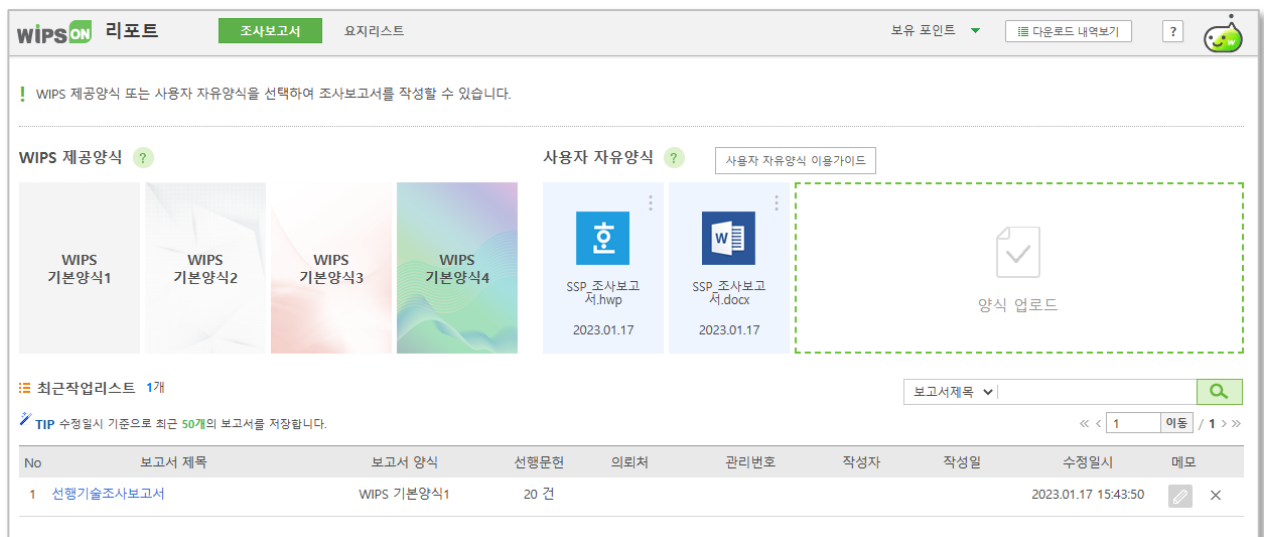 WIPS ON 리포트 조사보고서 요지리스트 보유 포인트 다운로드 내역보기 ?
! WIPS 제공양식 또는 사용자 자유양식을 선택하여 조사보고서를 작성할 수 있습니다.
WIPS 제공양식 ? 사용자 자유양식 ? 사용자 자유양식 이용가이드
WIPS
기본양식1
WIPS
기본양식2
WIPS
기본양식3
WIPS
기본양식4
호
SSP_조사보고
서.hwp
2023.01.17
W
SSP_조사보고
서.docx
2023.01.17
양식 업로드
최근작업리스트 1개
보고서제목
TIP 수정일시 기준으로 최근 50개의 보고서를 저장합니다.
« < 1 이동 / 1 > »
No 보고서 제목 보고서 양식 선행문헌 의뢰처 관리번호 작성자 작성일 수정일시 메모
1 선행기술조사보고서 WIPS 기본양식1 20 건 2023.01.17 15:43:50 ×